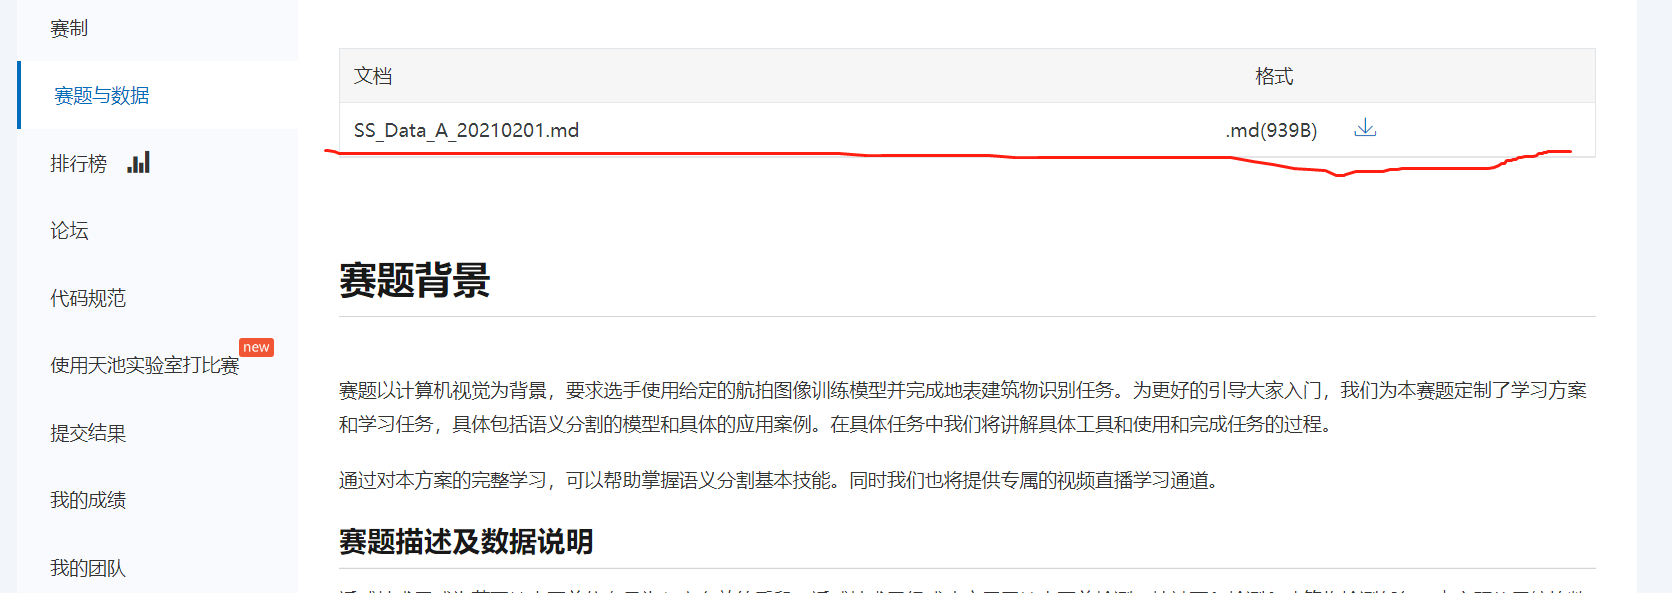 赛制
赛题与数据
排行榜
论坛
代码规范
使用天池实验室打比赛
new
提交结果
我的成绩
我的团队
文档 格式
SS_Data_A_20210201.md .md(939B)
赛题背景
赛题以计算机视觉为背景，要求选手使用给定的航拍图像训练模型并完成地表建筑物识别任务。为更好的引导大家入门，我们为本赛题定制了学习方案
和学习任务，具体包括语义分割的模型和具体的应用案例。在具体任务中我们将讲解具体工具和使用和完成任务的过程。
通过对本方案的完整学习，可以帮助掌握语义分割基本技能。同时我们也将提供专属的视频直播学习通道。
赛题描述及数据说明